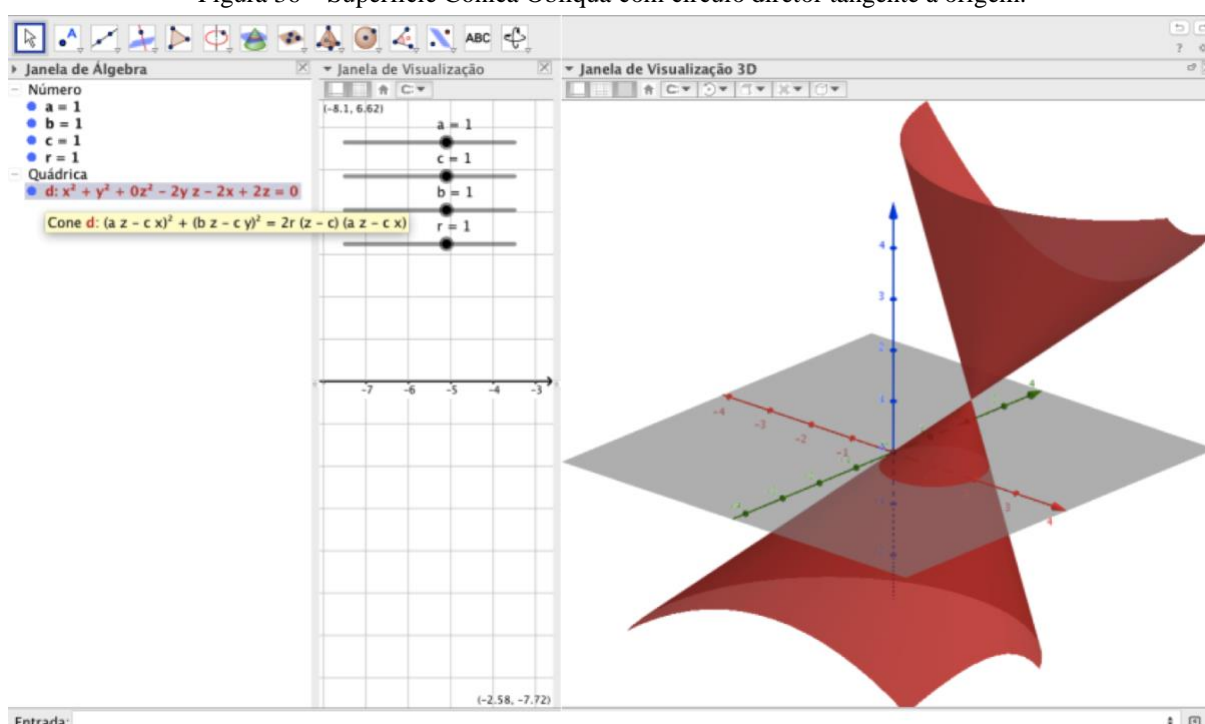 Figura 38 – Superfície Cônica Oblíqua com círculo diretor tangente à origem.
ABC
Janela de Álgebra
Número
a = 1
b = 1
c = 1
r = 1
Quádrica
d: x² + y² + 0z² – 2y z – 2x + 2z = 0
Cone d: (a z – c x)² + (b z – c y)² = 2r (z – c) (a z – c x)
Janela de Visualização
(-8.1, 6.62)
a = 1
c = 1
b = 1
r = 1
-7 -6 -5 -4 -3
(-2.58, -7.72)
Janela de Visualização 3D
4
3
2
1
-4 -3 -2 -1
3 4
4
Entrada: